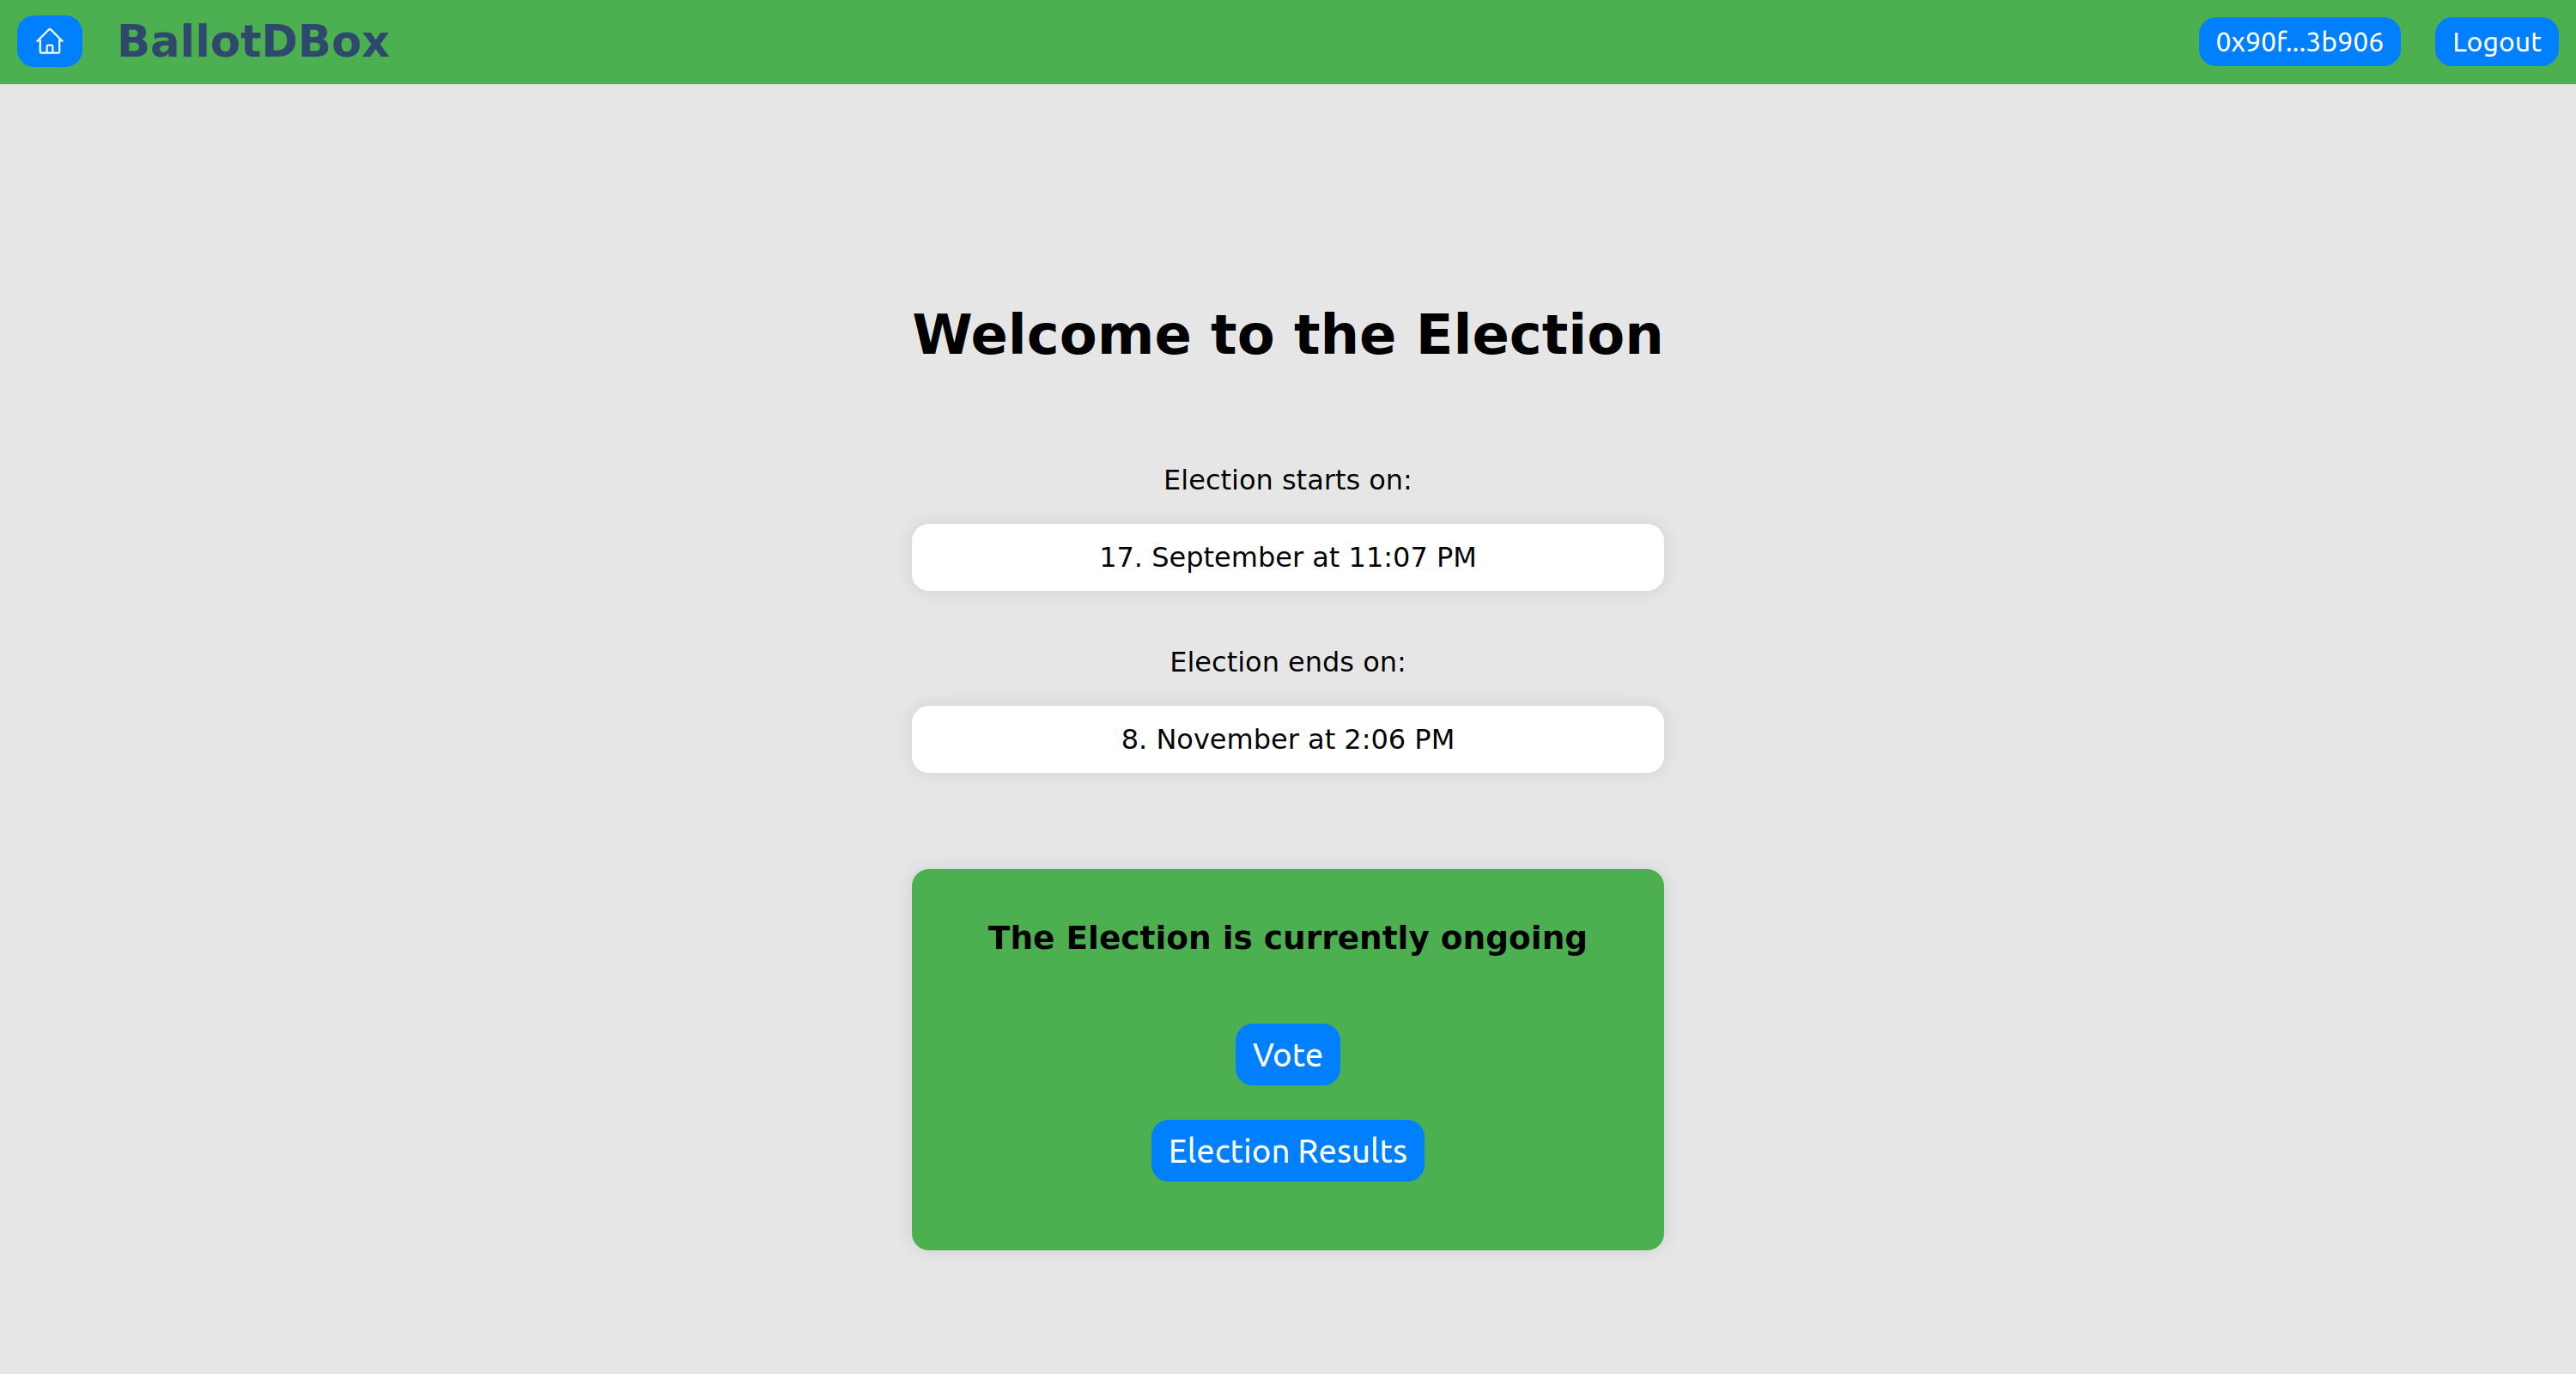 BallotDBox
0x90f...3b906
Logout
Welcome to the Election
Election starts on:
17. September at 11:07 PM
Election ends on:
8. November at 2:06 PM
The Election is currently ongoing
Vote
Election Results